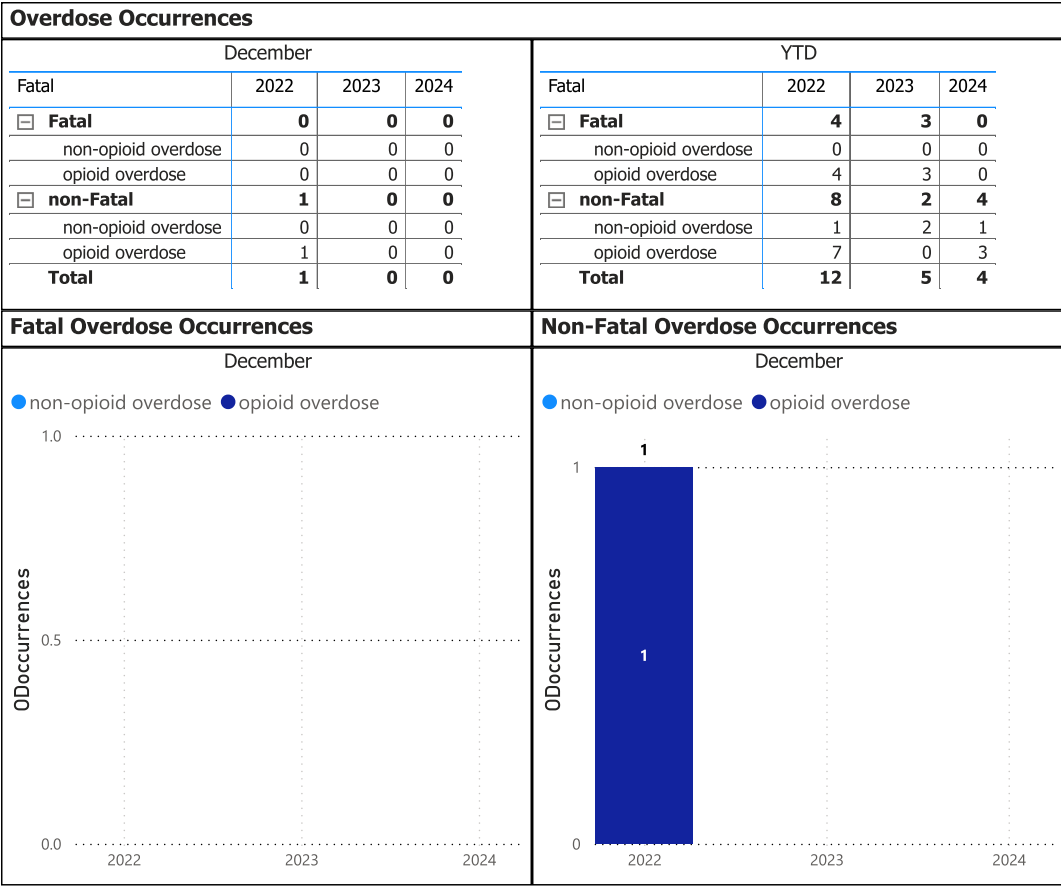 Overdose Occurrences
December
Fatal 2022 2023 2024
Fatal 0 0 0
non-opioid overdose 0 0 0
opioid overdose 0 0 0
non-Fatal 1 0 0
non-opioid overdose 0 0 0
opioid overdose 1 0 0
Total 1 0 0
YTD
Fatal 2022 2023 2024
Fatal 4 3 0
non-opioid overdose 0 0 0
opioid overdose 4 3 0
non-Fatal 8 2 4
non-opioid overdose 1 2 1
opioid overdose 7 0 3
Total 12 5 4
Fatal Overdose Occurrences
December
non-opioid overdose opioid overdose
1.0
0.5
0.0
ODoccurrences
2022 2023 2024
Non-Fatal Overdose Occurrences
December
non-opioid overdose opioid overdose
1
1
1
0
ODoccurrences
2022 2023 2024